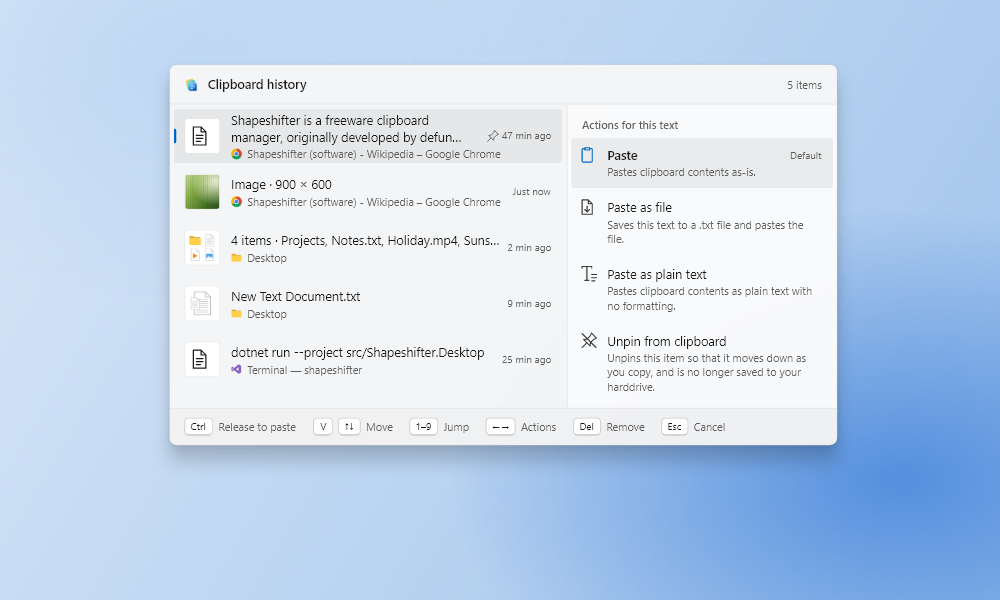 Clipboard history
5 items
Shapeshifter is a freeware clipboard
manager, originally developed by defun...
47 min ago
Shapeshifter (software) - Wikipedia – Google Chrome
Image · 900 × 600
Just now
Shapeshifter (software) - Wikipedia – Google Chrome
4 items · Projects, Notes.txt, Holiday.mp4, Suns...
2 min ago
Desktop
New Text Document.txt
9 min ago
Desktop
dotnet run --project src/Shapeshifter.Desktop
25 min ago
Terminal — shapeshifter
Actions for this text
Paste
Default
Pastes clipboard contents as-is.
Paste as file
Saves this text to a .txt file and pastes the
file.
Paste as plain text
Pastes clipboard contents as plain text with
no formatting.
Unpin from clipboard
Unpins this item so that it moves down as
you copy, and is no longer saved to your
harddrive.
Ctrl Release to paste V ↑↓ Move 1–9 Jump ←→ Actions Del Remove Esc Cancel